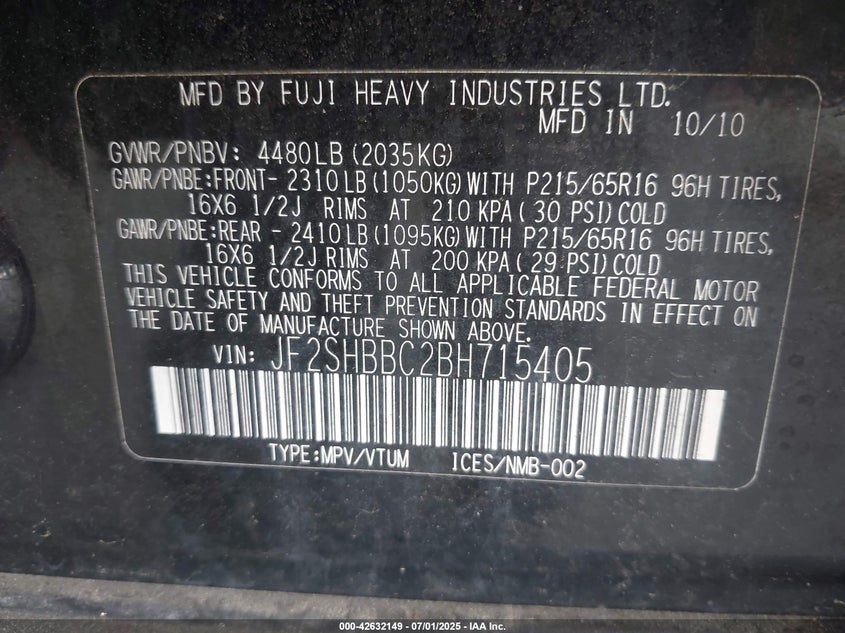 MFD BY FUJI HEAVY INDUSTRIES LTD.
MFD IN 10/10
GVWR/PNBV: 4480LB (2035KG)
GAWR/PNBE:FRONT- 2310LB(1050KG)WITH P215/65R16 96H TIRES,
16X6 1/2J RIMS AT 210 KPA(30 PSI)COLD
GAWR/PNBE:REAR - 2410LB(1095KG)WITH P215/65R16 96H TIRES,
16X6 1/2J RIMS AT 200 KPA(29 PSI)COLD
THIS VEHICLE CONFORMS TO ALL APPLICABLE FEDERAL MOTOR
VEHICLE SAFETY AND THEFT PREVENTION STANDARDS IN EFFECT ON
THE DATE OF MANUFACTURE SHOWN ABOVE.
VIN: JF2SHBBC2BH715405
TYPE:MPV/VTUM ICES/NMB-002
000-42632149 - 07/01/2025 - IAA Inc.